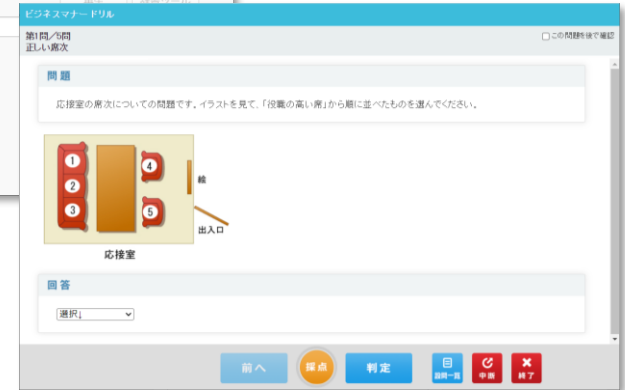 ビジネスマナードリル
第1問／5問
正しい席次
この問題を後で確認
問題
応接室の席次についての問題です。イラストを見て、「役職の高い席」から順に並べたものを選んでください。
1
2
3
4
5
絵
出入口
応接室
回答
選択↓
前へ
採点
判定
設問一覧
中断
終了